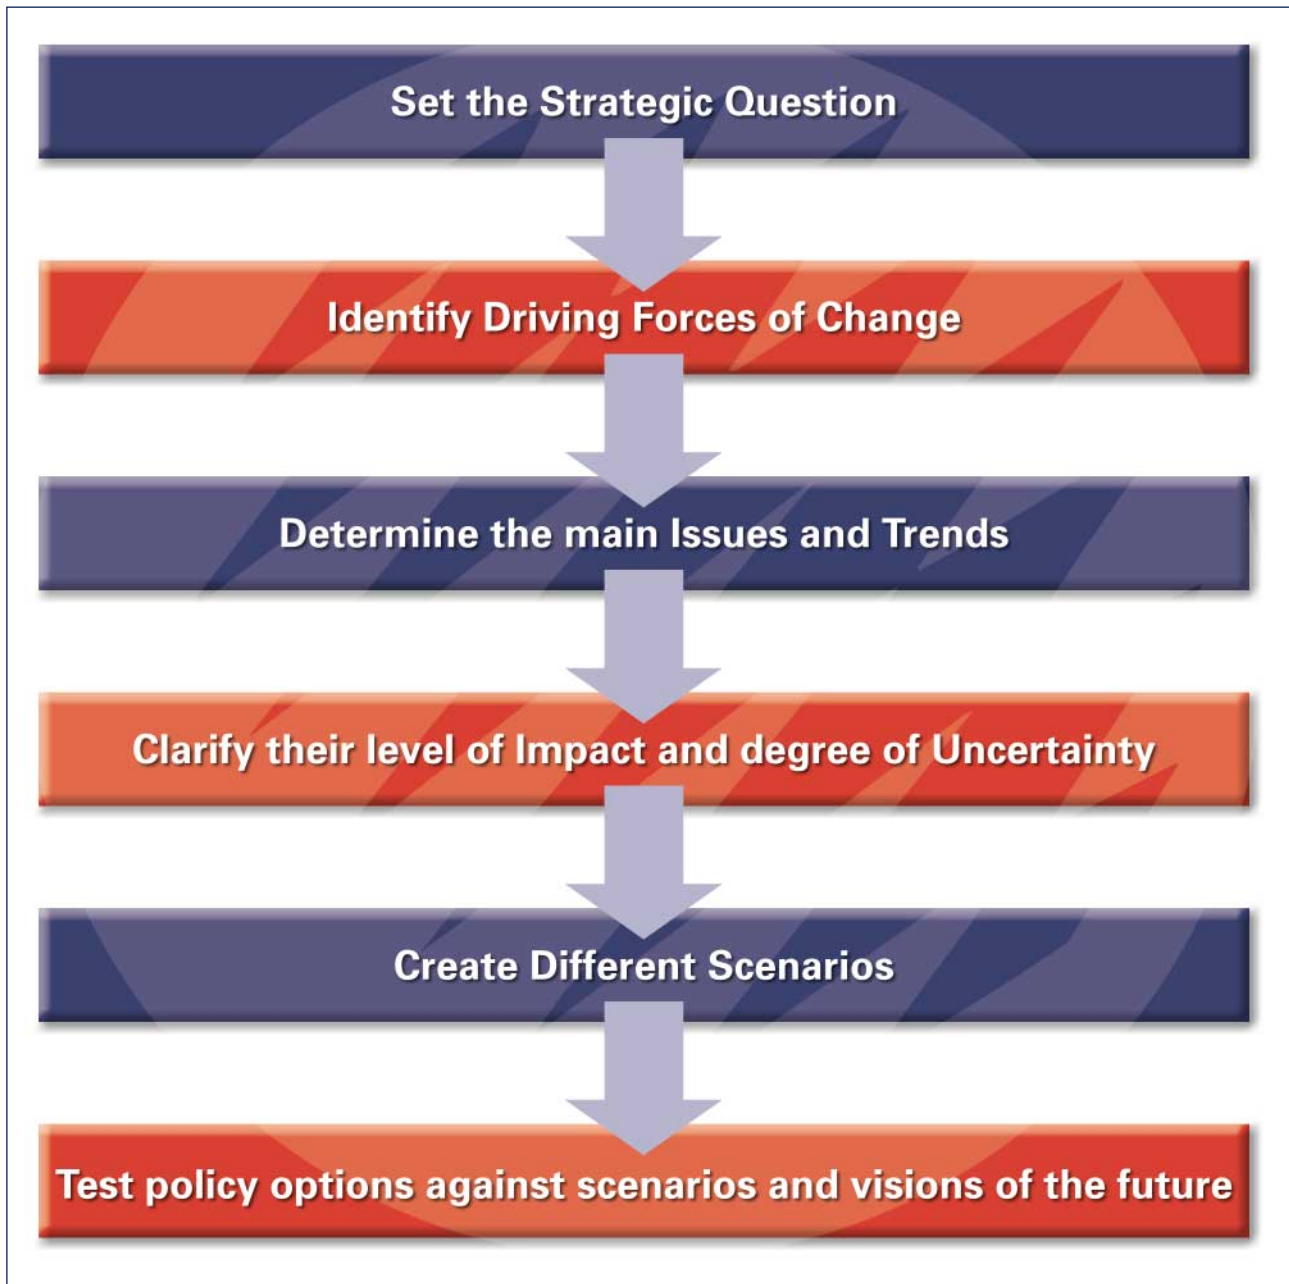 Set the Strategic Question
Identify Driving Forces of Change
Determine the main Issues and Trends
Clarify their level of Impact and degree of Uncertainty
Create Different Scenarios
Test policy options against scenarios and visions of the future